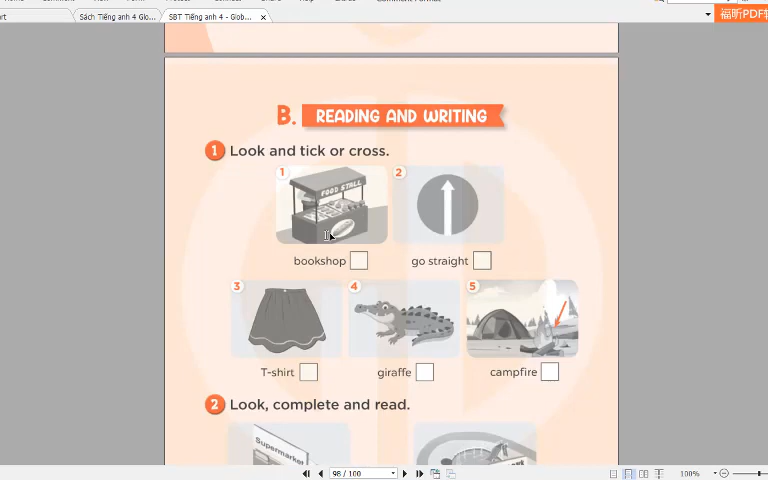 Sách Tiếng anh 4 Glo...
SBT Tiếng anh 4 - Glob...
福昕PDF
B. READING AND WRITING
1 Look and tick or cross.
1 2
FOOD STALL
bookshop go straight
3 4 5
T-shirt giraffe campfire
2 Look, complete and read.
Supermarket
98 / 100
100%